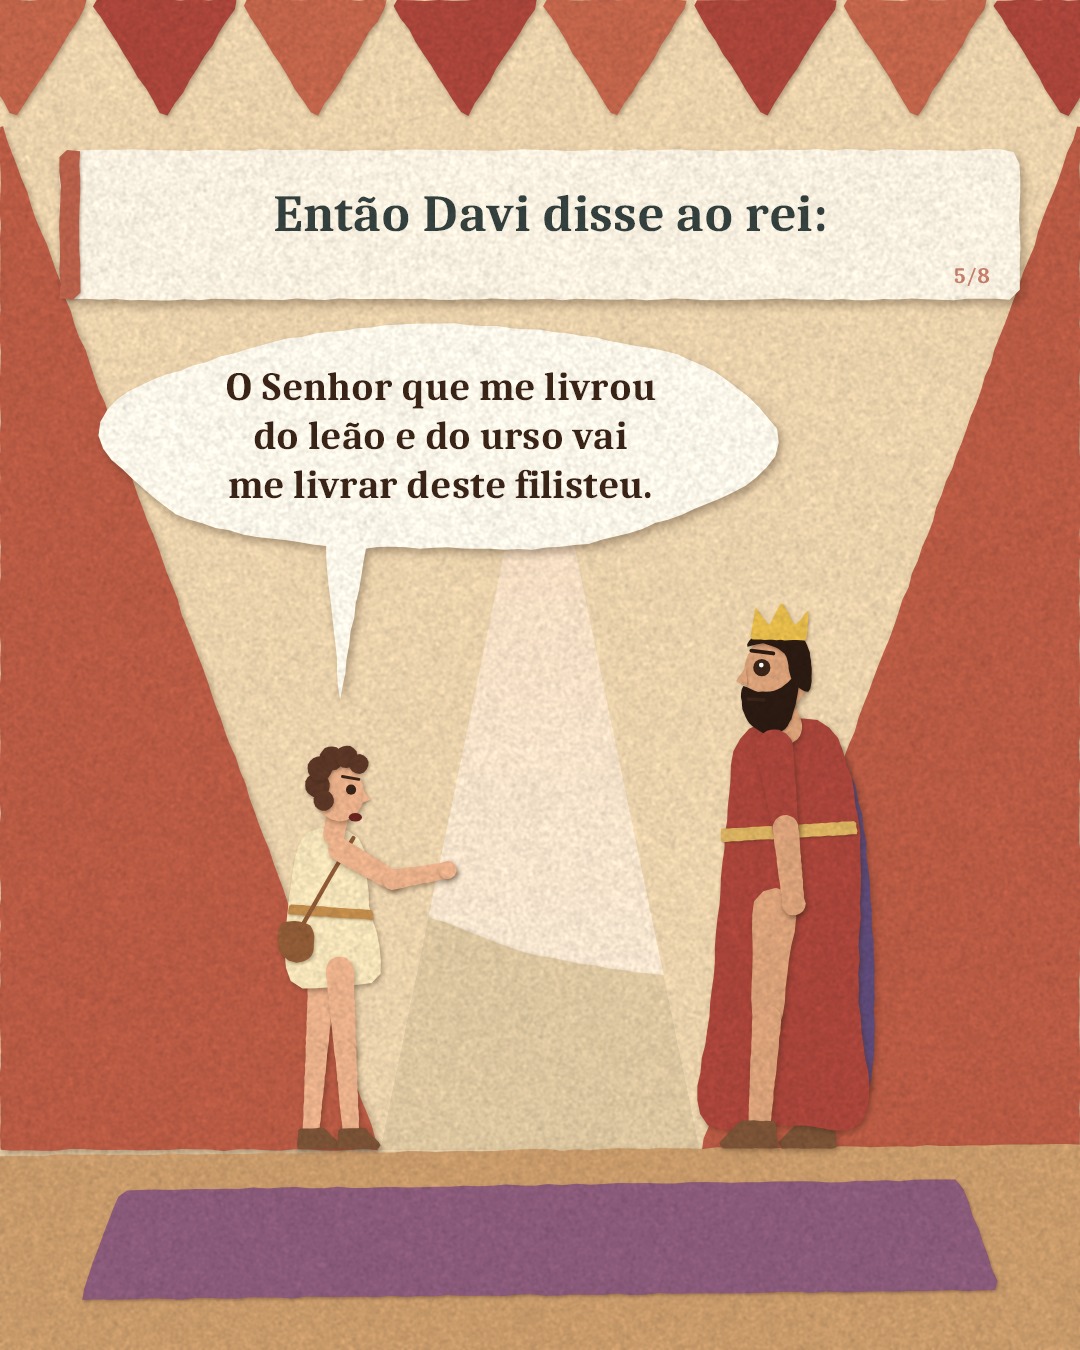 Então Davi disse ao rei:
5/8
O Senhor que me livrou
do leão e do urso vai
me livrar deste filisteu.